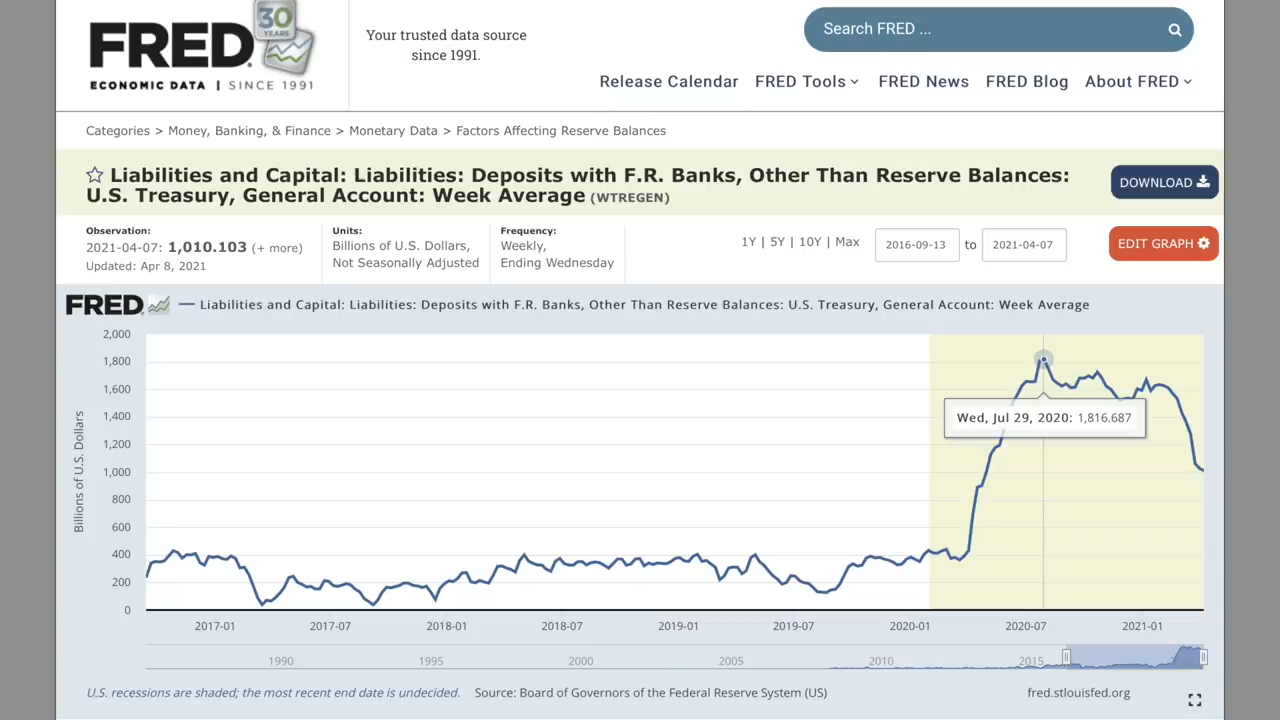 FRED
30
YEARS
ECONOMIC DATA | SINCE 1991
Your trusted data source
since 1991.
Search FRED ...
Release Calendar FRED Tools FRED News FRED Blog About FRED
Categories > Money, Banking, & Finance > Monetary Data > Factors Affecting Reserve Balances
Liabilities and Capital: Liabilities: Deposits with F.R. Banks, Other Than Reserve Balances:
U.S. Treasury, General Account: Week Average (WTREGEN)
DOWNLOAD
Observation:
2021-04-07: 1,010.103 (+ more)
Updated: Apr 8, 2021
Units:
Billions of U.S. Dollars,
Not Seasonally Adjusted
Frequency:
Weekly,
Ending Wednesday
1Y | 5Y | 10Y | Max
2016-09-13 to 2021-04-07
EDIT GRAPH
FRED Liabilities and Capital: Liabilities: Deposits with F.R. Banks, Other Than Reserve Balances: U.S. Treasury, General Account: Week Average
Billions of U.S. Dollars
2,000
1,800
1,600
1,400
1,200
1,000
800
600
400
200
0
Wed, Jul 29, 2020: 1,816.687
2017-01 2017-07 2018-01 2018-07 2019-01 2019-07 2020-01 2020-07 2021-01
1990 1995 2000 2005 2010 2015
U.S. recessions are shaded; the most recent end date is undecided. Source: Board of Governors of the Federal Reserve System (US)
fred.stlouisfed.org